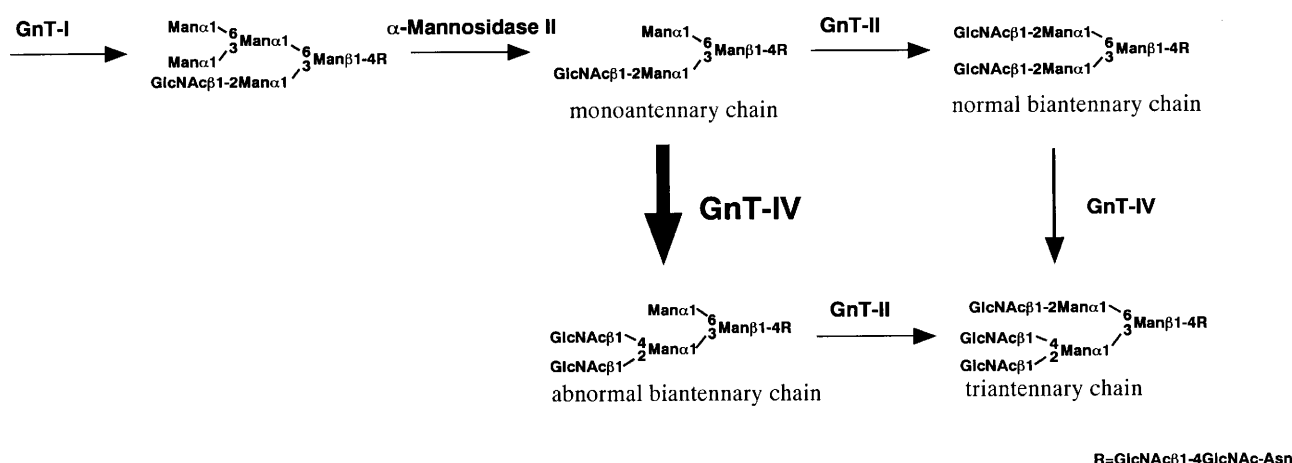 GnT-I
Manα1
6
3
Manα1
Manα1
6
3
Manβ1-4R
GlcNAcβ1-2Manα1
α-Mannosidase II
Manα1
6
3
Manβ1-4R
GlcNAcβ1-2Manα1
monoantennary chain
GnT-II
GlcNAcβ1-2Manα1
6
3
Manβ1-4R
GlcNAcβ1-2Manα1
normal biantennary chain
GnT-IV
GnT-IV
Manα1
6
3
Manβ1-4R
GlcNAcβ1
4
2
Manα1
GlcNAcβ1
abnormal biantennary chain
GnT-II
GlcNAcβ1-2Manα1
6
3
Manβ1-4R
GlcNAcβ1
4
2
Manα1
GlcNAcβ1
triantennary chain
R=GlcNAcβ1-4GlcNAc-Asn